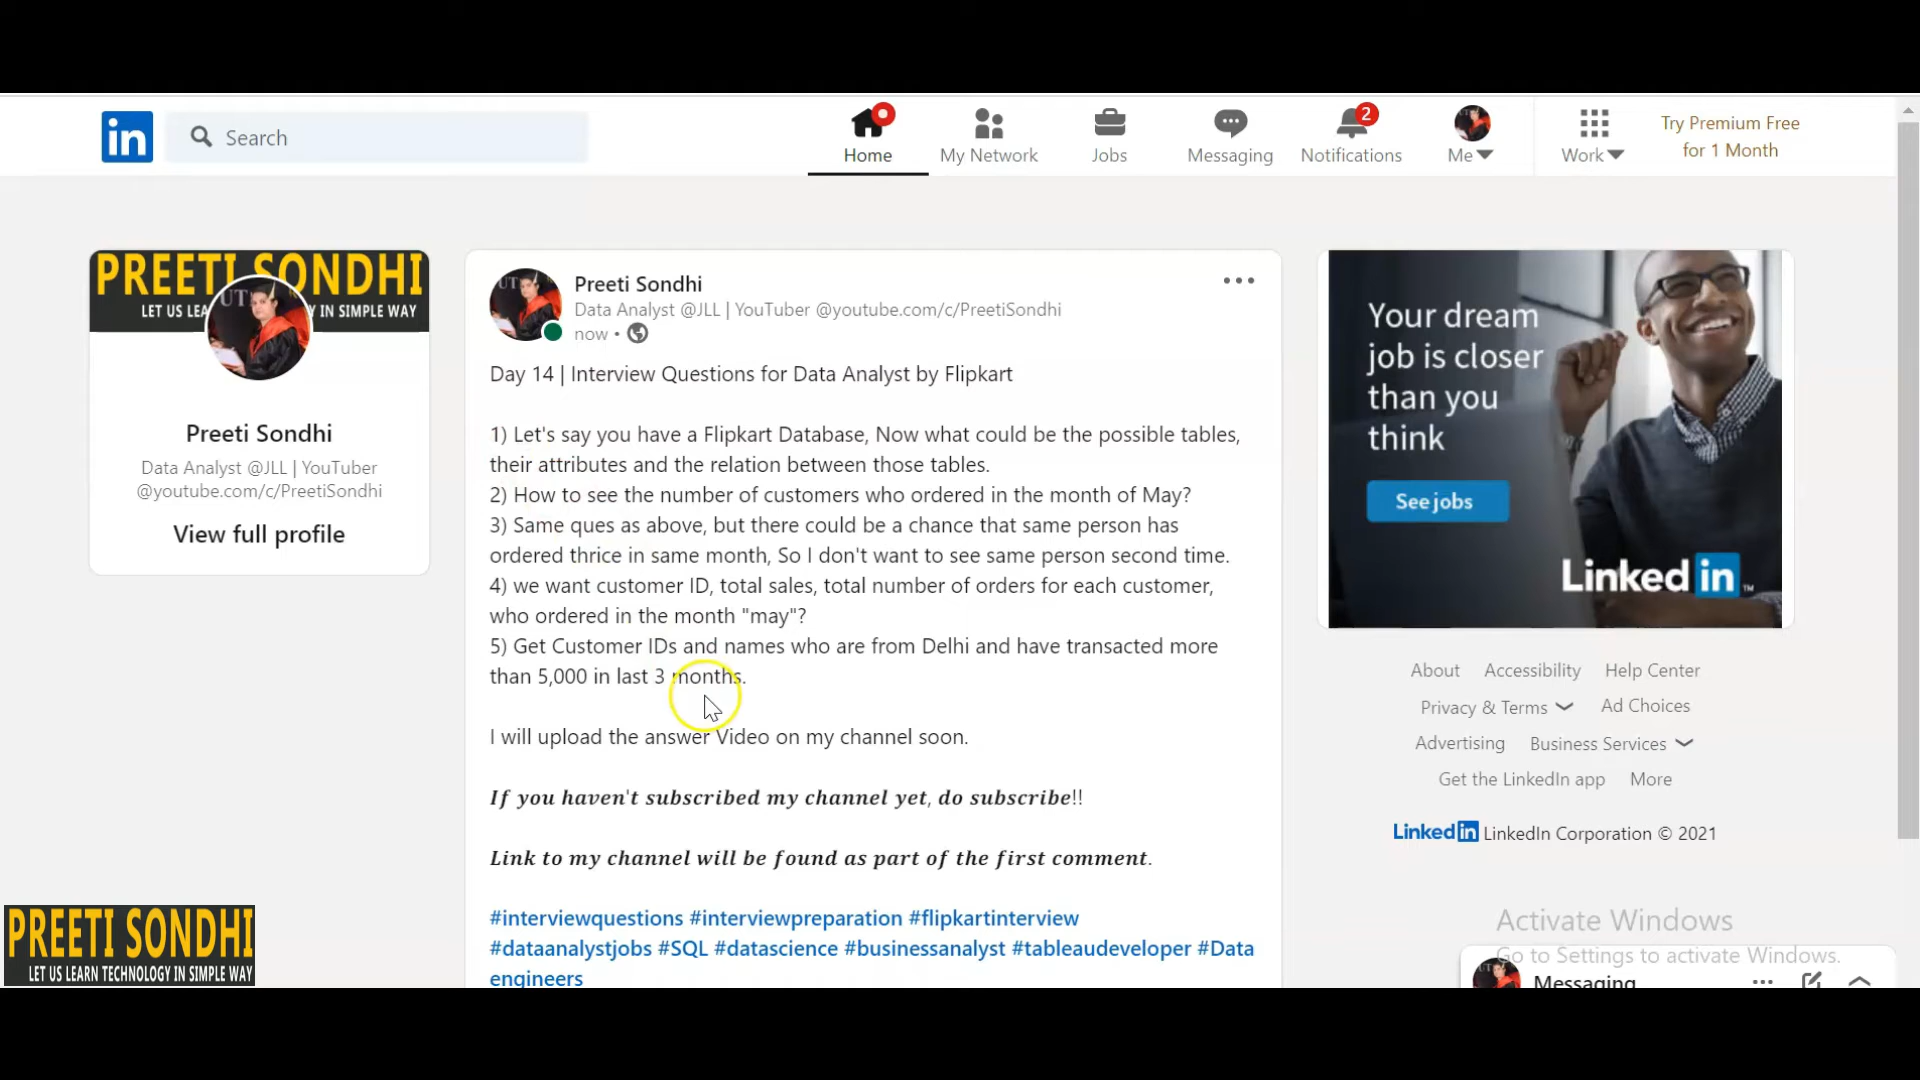 in
Search
Home
My Network
Jobs
Messaging
2
Notifications
Me
Work
Try Premium Free
for 1 Month
PREETI SONDHI
LET US LEA
Y IN SIMPLE WAY
Preeti Sondhi
Data Analyst @JLL | YouTuber
@youtube.com/c/PreetiSondhi
View full profile
Preeti Sondhi
Data Analyst @JLL | YouTuber @youtube.com/c/PreetiSondhi
now •
Day 14 | Interview Questions for Data Analyst by Flipkart
1) Let's say you have a Flipkart Database, Now what could be the possible tables,
their attributes and the relation between those tables.
2) How to see the number of customers who ordered in the month of May?
3) Same ques as above, but there could be a chance that same person has
ordered thrice in same month, So I don't want to see same person second time.
4) we want customer ID, total sales, total number of orders for each customer,
who ordered in the month "may"?
5) Get Customer IDs and names who are from Delhi and have transacted more
than 5,000 in last 3 months.
I will upload the answer Video on my channel soon.
If you haven't subscribed my channel yet, do subscribe!!
Link to my channel will be found as part of the first comment.
#interviewquestions #interviewpreparation #flipkartinterview
#dataanalystjobs #SQL #datascience #businessanalyst #tableaudeveloper #Data
engineers
Your dream
job is closer
than you
think
See jobs
Linked in
About Accessibility Help Center
Privacy & Terms Ad Choices
Advertising Business Services
Get the LinkedIn app More
Linked in LinkedIn Corporation © 2021
Activate Windows
Go to Settings to activate Windows.
Messaging
PREETI SONDHI
LET US LEARN TECHNOLOGY IN SIMPLE WAY